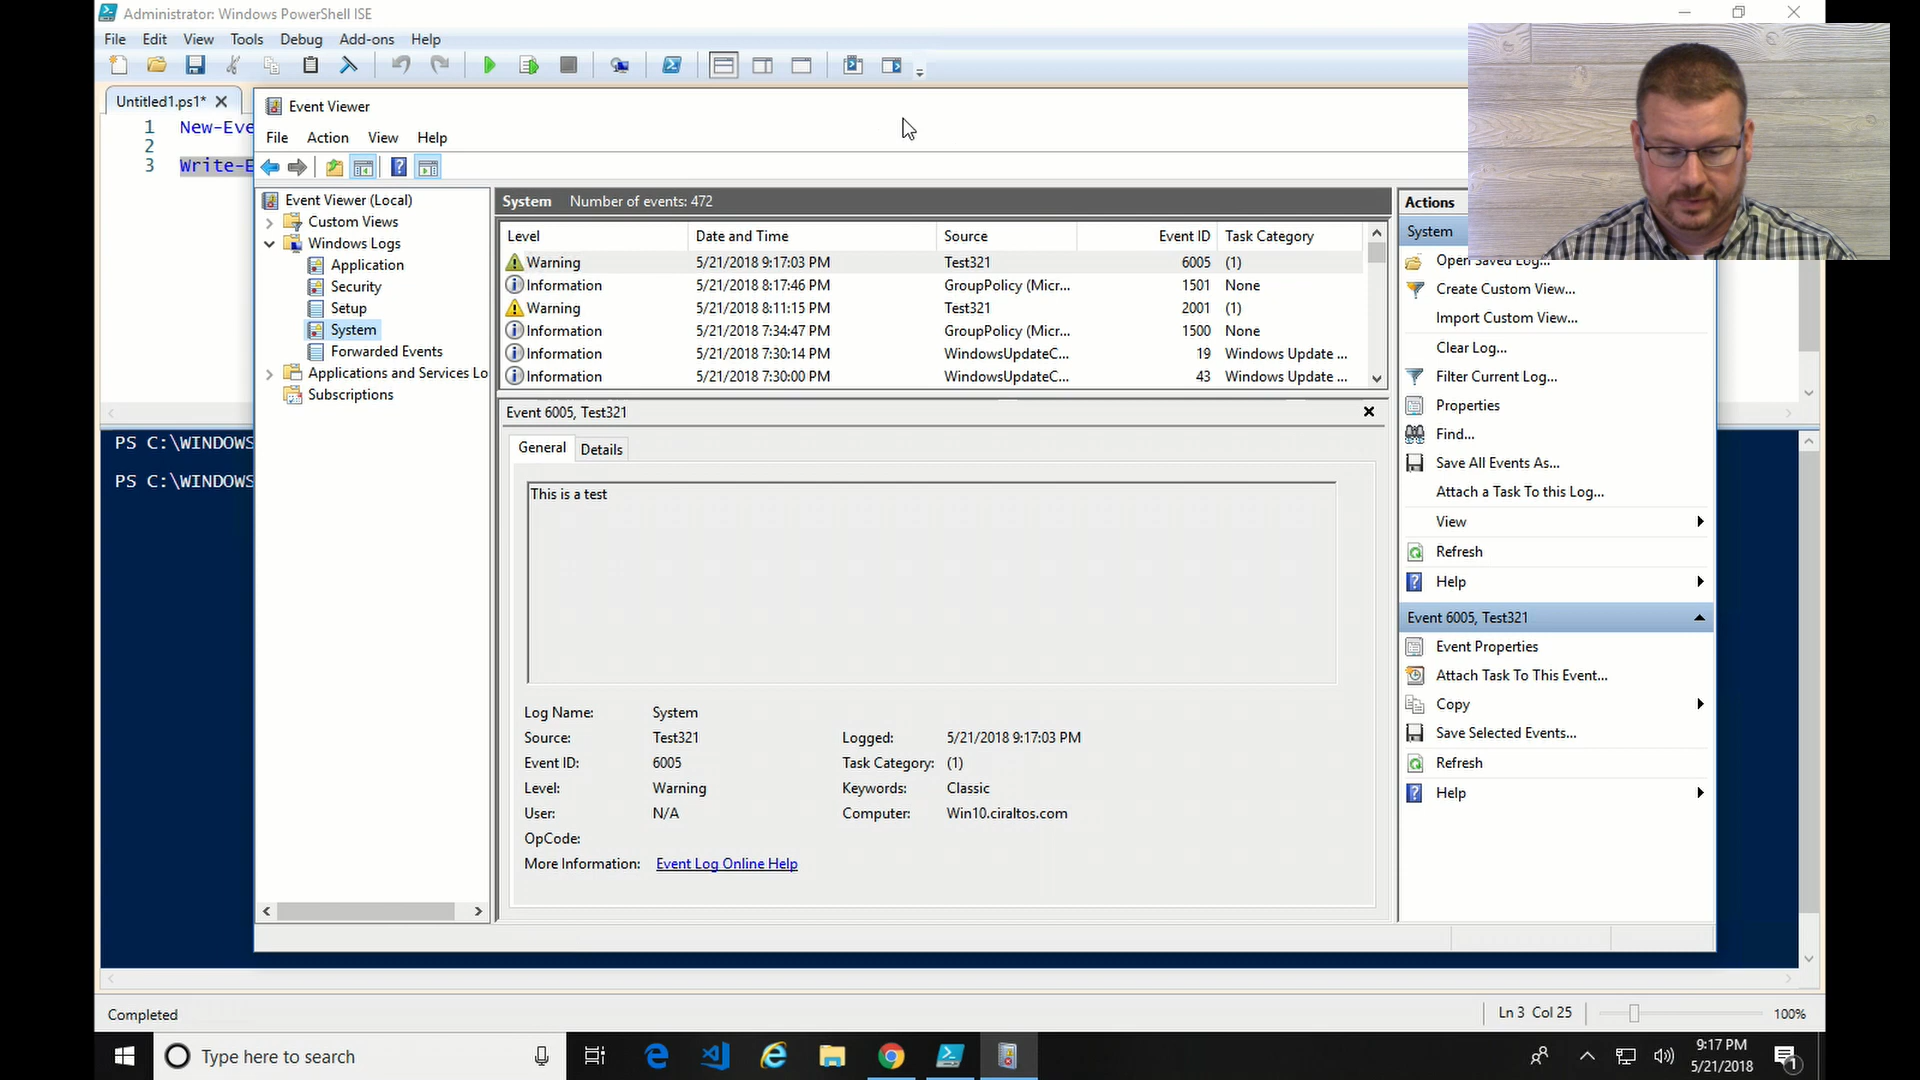 Administrator: Windows PowerShell ISE
File Edit View Tools Debug Add-ons Help
Untitled1.ps1*
1 New-Eve
2
3 Write-E
PS C:\WINDOWS
PS C:\WINDOWS
Event Viewer
File Action View Help
Event Viewer (Local)
Custom Views
Windows Logs
Application
Security
Setup
System
Forwarded Events
Applications and Services Lo
Subscriptions
System Number of events: 472
Level Date and Time Source Event ID Task Category
Warning 5/21/2018 9:17:03 PM Test321 6005 (1)
Information 5/21/2018 8:17:46 PM GroupPolicy (Micr... 1501 None
Warning 5/21/2018 8:11:15 PM Test321 2001 (1)
Information 5/21/2018 7:34:47 PM GroupPolicy (Micr... 1500 None
Information 5/21/2018 7:30:14 PM WindowsUpdateC... 19 Windows Update ...
Information 5/21/2018 7:30:00 PM WindowsUpdateC... 43 Windows Update ...
Event 6005, Test321
General Details
This is a test
Log Name: System
Source: Test321 Logged: 5/21/2018 9:17:03 PM
Event ID: 6005 Task Category: (1)
Level: Warning Keywords: Classic
User: N/A Computer: Win10.ciraltos.com
OpCode:
More Information: Event Log Online Help
Actions
System
Open Saved Log...
Create Custom View...
Import Custom View...
Clear Log...
Filter Current Log...
Properties
Find...
Save All Events As...
Attach a Task To this Log...
View
Refresh
Help
Event 6005, Test321
Event Properties
Attach Task To This Event...
Copy
Save Selected Events...
Refresh
Help
Completed
Ln 3 Col 25
100%
Type here to search
9:17 PM
5/21/2018
1